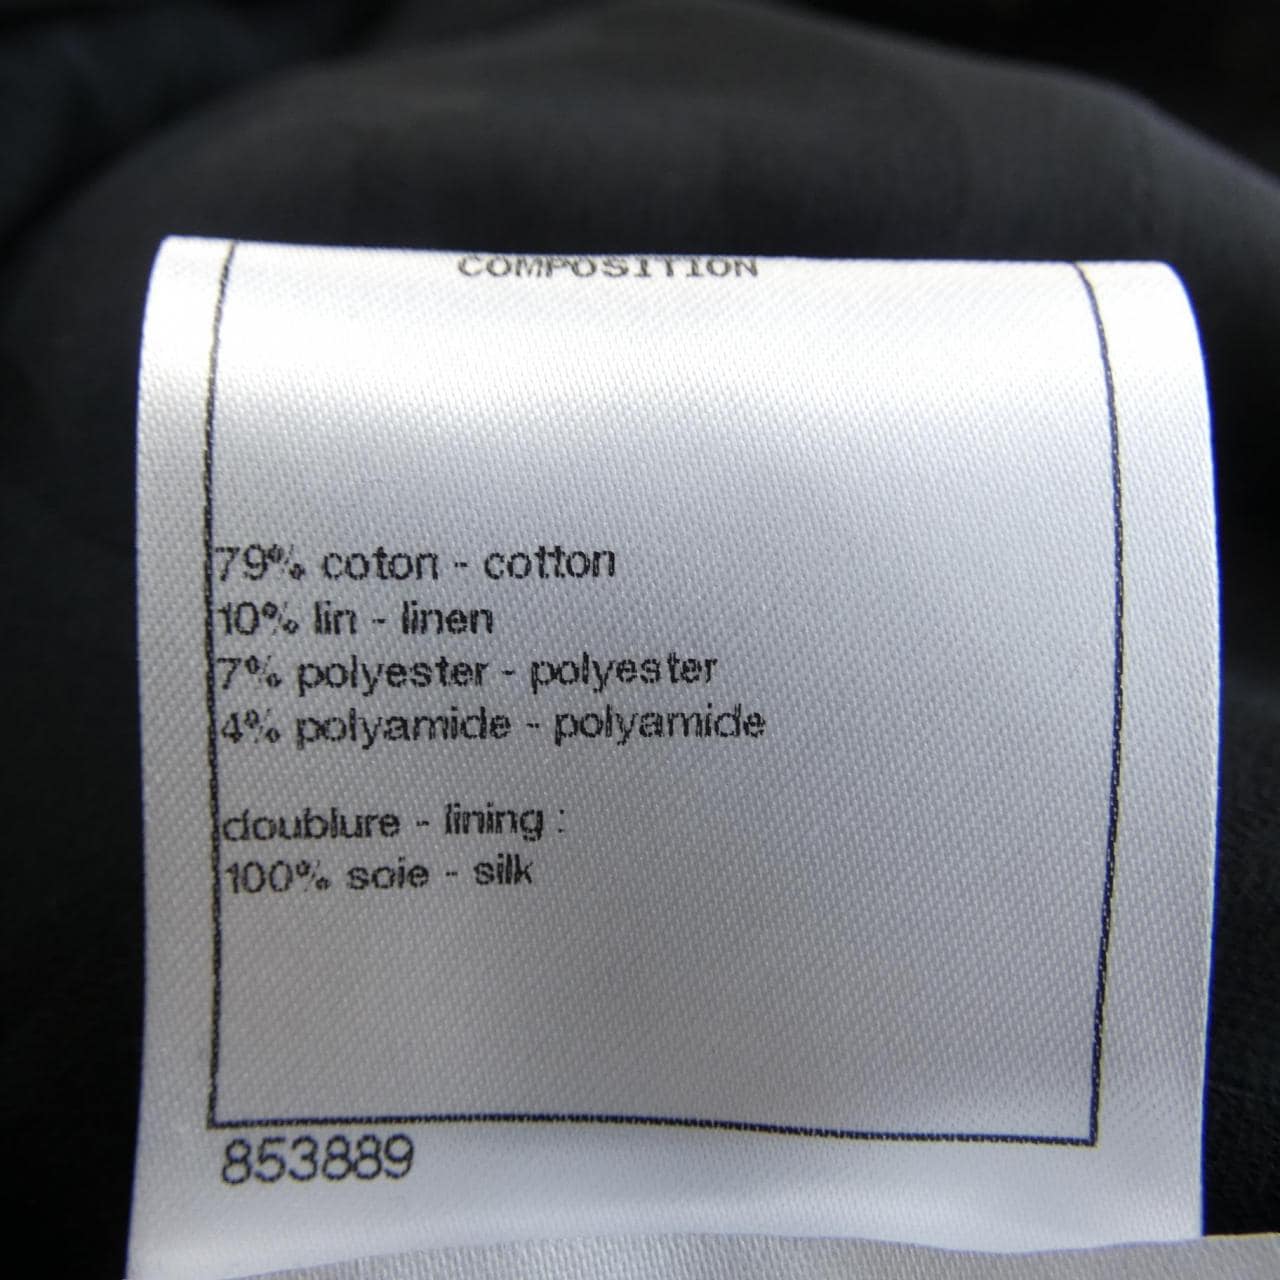 COMPOSITION
79% coton - cotton
10% lin - linen
7% polyester - polyester
4% polyamide - polyamide
doublure - lining :
100% soie - silk
853889